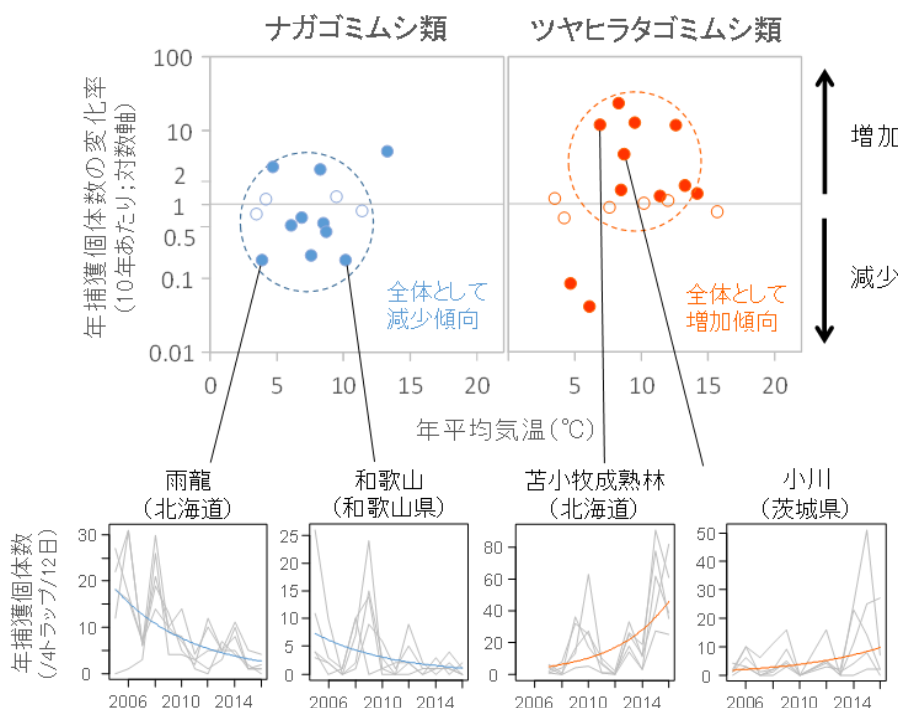 ナガゴミムシ類
ツヤヒラタゴミムシ類
年捕獲個体数の変化率
(10年あたり;対数軸)
100
10
2
1
0.5
0.1
0.01
全体として
減少傾向
全体として
増加傾向
増加
減少
0 5 10 15 20
5 10 15 20
年平均気温(℃)
雨龍
(北海道)
和歌山
(和歌山県)
苫小牧成熟林
(北海道)
小川
(茨城県)
年捕獲個体数
(/4トラップ/12日)
30
20
10
0
2006 2010 2014
25
20
15
10
5
0
2006 2010 2014
80
60
40
20
0
2006 2010 2014
50
40
30
20
10
0
2006 2010 2014